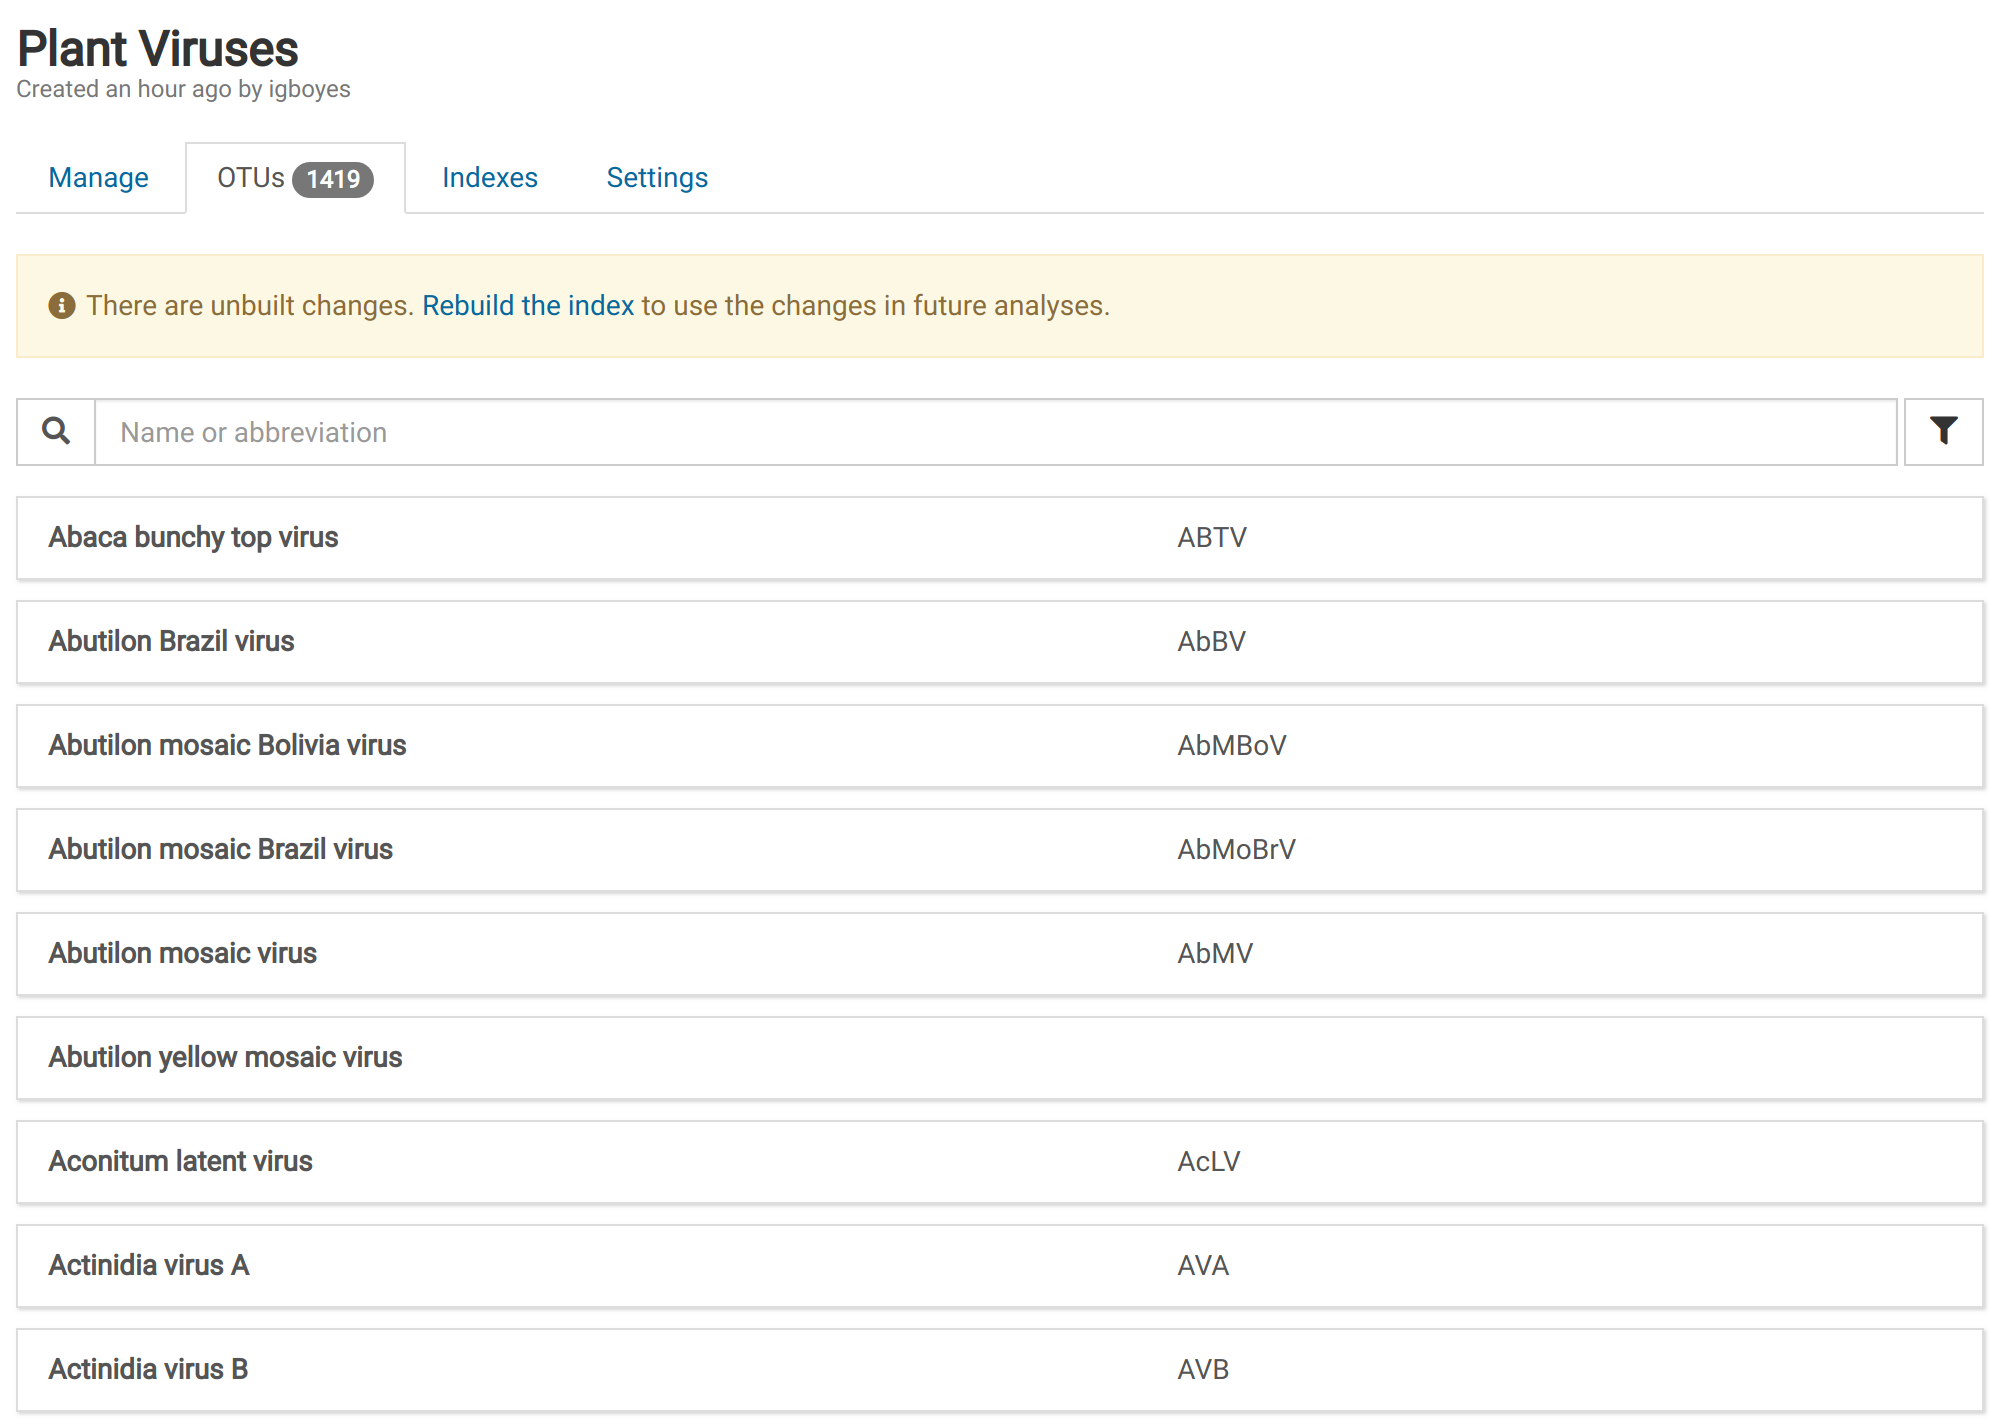 Plant Viruses
Created an hour ago by igboyes
Manage OTUs 1419 Indexes Settings
There are unbuilt changes. Rebuild the index to use the changes in future analyses.
Name or abbreviation
Abaca bunchy top virus ABTV
Abutilon Brazil virus AbBV
Abutilon mosaic Bolivia virus AbMBoV
Abutilon mosaic Brazil virus AbMoBrV
Abutilon mosaic virus AbMV
Abutilon yellow mosaic virus
Aconitum latent virus AcLV
Actinidia virus A AVA
Actinidia virus B AVB